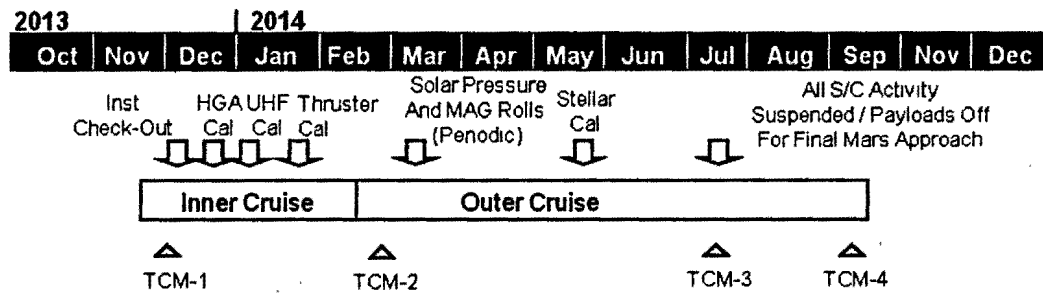 2013 2014
Oct Nov Dec Jan Feb Mar Apr May Jun Jul Aug Sep Nov Dec
Inst
Check-Out
HGA
Cal
UHF
Cal
Thruster
Cal
Solar Pressure
And MAG Rolls
(Penodic)
Stellar
Cal
All S/C Activity
Suspended / Payloads Off
For Final Mars Approach
Inner Cruise Outer Cruise
TCM-1 TCM-2 TCM-3 TCM-4